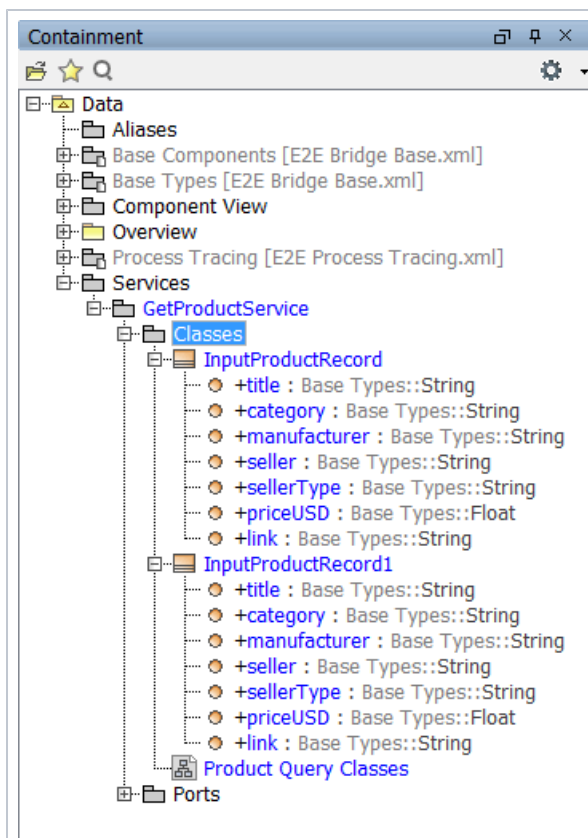 Containment
Data
Aliases
Base Components [E2E Bridge Base.xml]
Base Types [E2E Bridge Base.xml]
Component View
Overview
Process Tracing [E2E Process Tracing.xml]
Services
GetProductService
Classes
InputProductRecord
+title : Base Types::String
+category : Base Types::String
+manufacturer : Base Types::String
+seller : Base Types::String
+sellerType : Base Types::String
+priceUSD : Base Types::Float
+link : Base Types::String
InputProductRecord1
+title : Base Types::String
+category : Base Types::String
+manufacturer : Base Types::String
+seller : Base Types::String
+sellerType : Base Types::String
+priceUSD : Base Types::Float
+link : Base Types::String
Product Query Classes
Ports